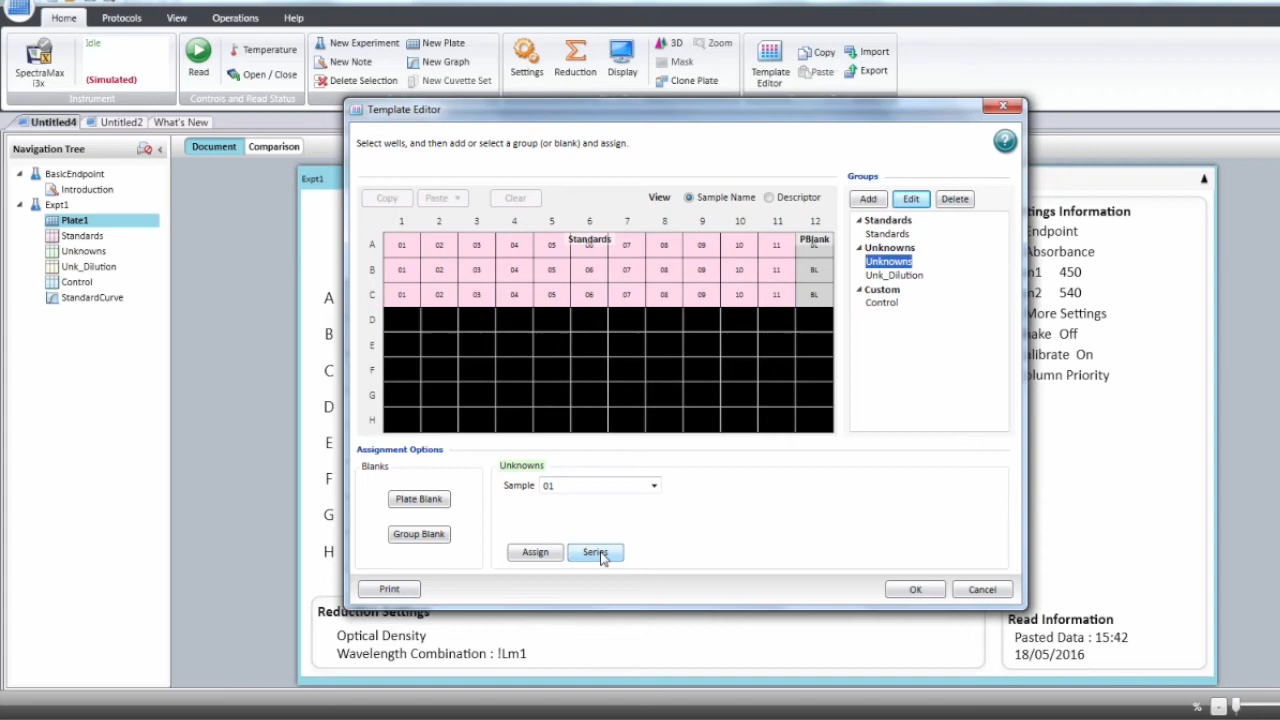 Home Protocols View Operations Help
SpectraMax i3x
Idle
(Simulated)
Instrument
Read
Temperature
Open / Close
Controls and Read Status
New Experiment New Plate
New Note New Graph
Delete Selection New Cuvette Set
Settings Reduction Display
3D Zoom
Mask
Clone Plate
Template Editor
Copy Import
Paste Export
Untitled4 Untitled2 What's New
Navigation Tree
BasicEndpoint
Introduction
Expt1
Plate1
Standards
Unknowns
Unk_Dilution
Control
StandardCurve
Document Comparison
Expt1
A
B
C
D
E
F
G
H
Template Editor
Select wells, and then add or select a group (or blank) and assign.
Copy Paste Clear View Sample Name Descriptor
1 2 3 4 5 6 7 8 9 10 11 12
Standards PBlank
A 01 02 03 04 05 06 07 08 09 10 11 BL
B 01 02 03 04 05 06 07 08 09 10 11 BL
C 01 02 03 04 05 06 07 08 09 10 11 BL
D
E
F
G
H
Groups
Add Edit Delete
Standards
Standards
Unknowns
Unknowns
Unk_Dilution
Custom
Control
Assignment Options
Blanks
Plate Blank
Group Blank
Unknowns
Sample 01
Assign Series
Print OK Cancel
tings Information
Endpoint
Absorbance
m1 450
m2 540
More Settings
hake Off
alibrate On
olumn Priority
Reduction Settings
Optical Density
Wavelength Combination : !Lm1
Read Information
Pasted Data : 15:42
18/05/2016
%